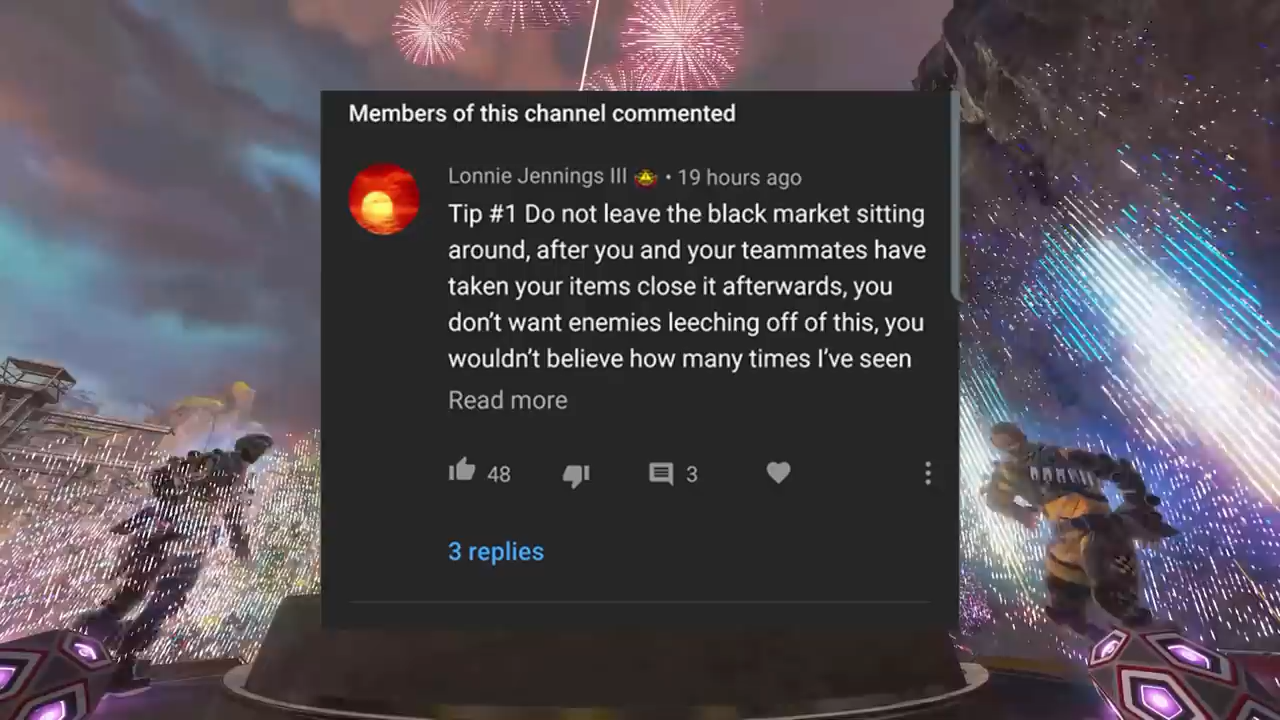 Members of this channel commented
Lonnie Jennings III • 19 hours ago
Tip #1 Do not leave the black market sitting
around, after you and your teammates have
taken your items close it afterwards, you
don't want enemies leeching off of this, you
wouldn't believe how many times I've seen
Read more
48 3
3 replies